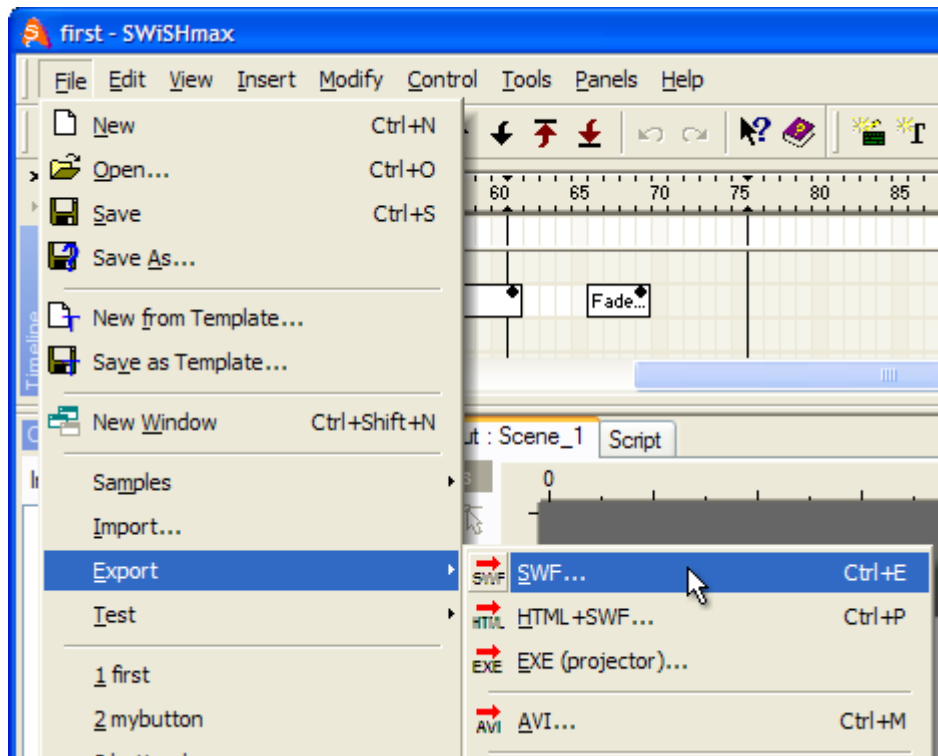 first - SWiSHmax
File Edit View Insert Modify Control Tools Panels Help
New Ctrl+N
Open... Ctrl+O
Save Ctrl+S
Save As...
New from Template...
Save as Template...
New Window Ctrl+Shift+N
Samples
Import...
Export
Test
1 first
2 mybutton
60 65 70 75 80 85
Fade...
Timeline
: Scene_1 Script
0
SWF SWF... Ctrl+E
HTML HTML+SWF... Ctrl+P
EXE EXE (projector)...
AVI AVI... Ctrl+M